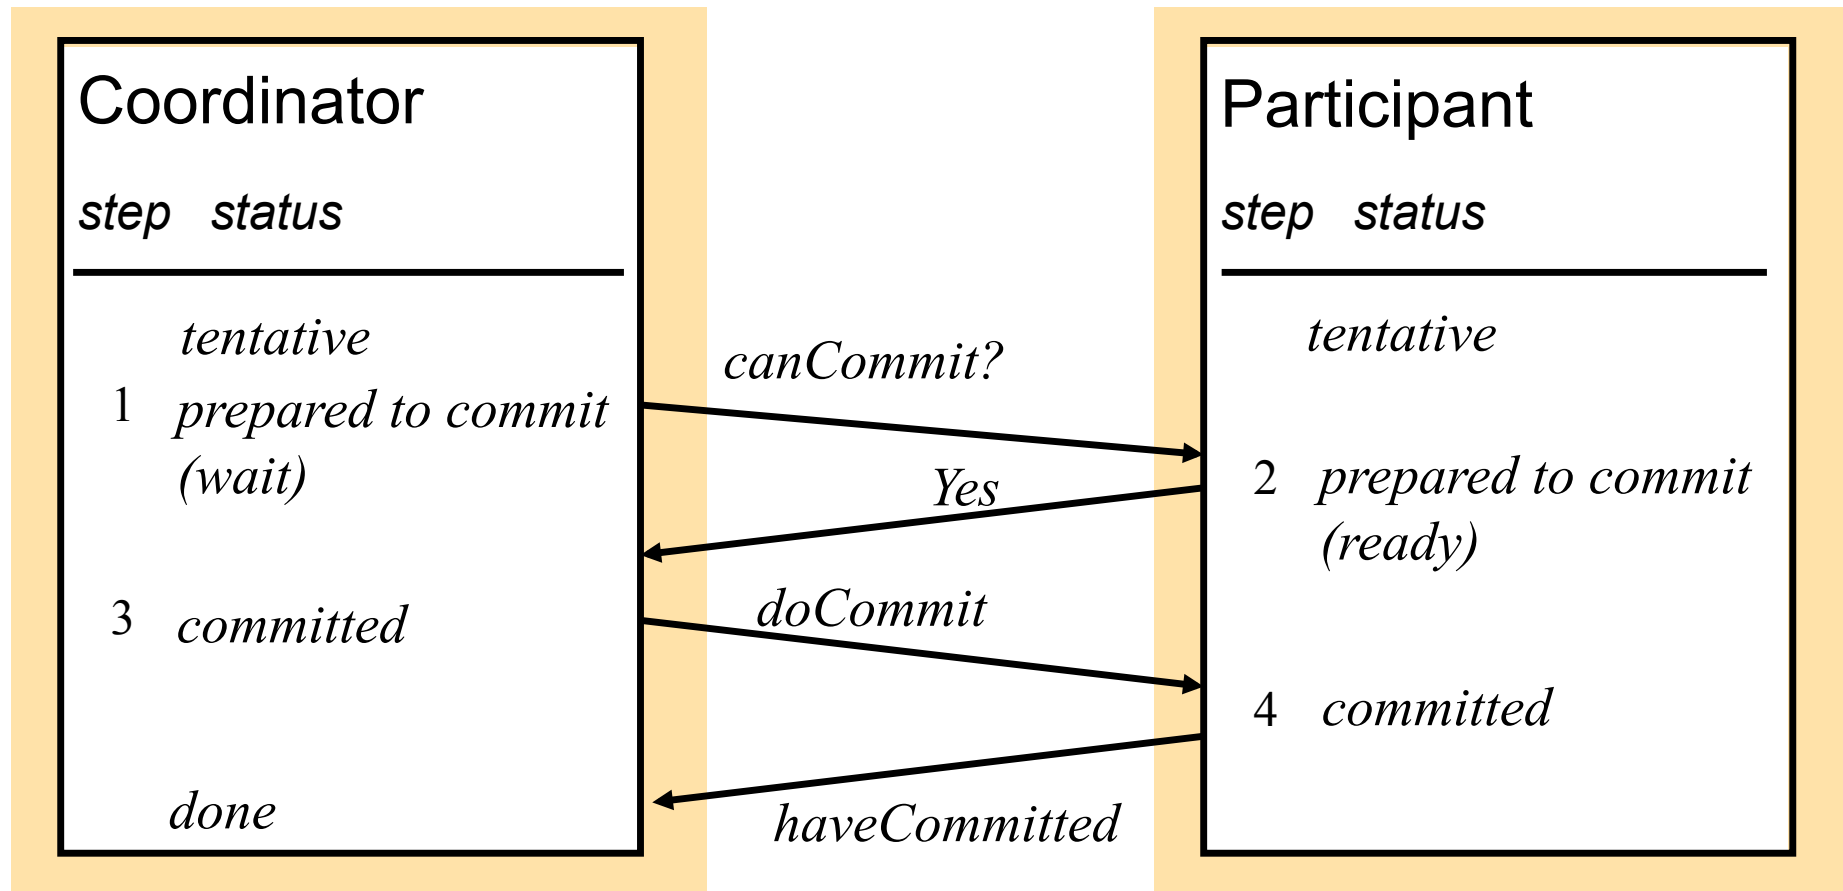 Coordinator
step status
tentative
1 prepared to commit
(wait)
3 committed
done
canCommit?
Yes
doCommit
haveCommitted
Participant
step status
tentative
2 prepared to commit
(ready)
4 committed